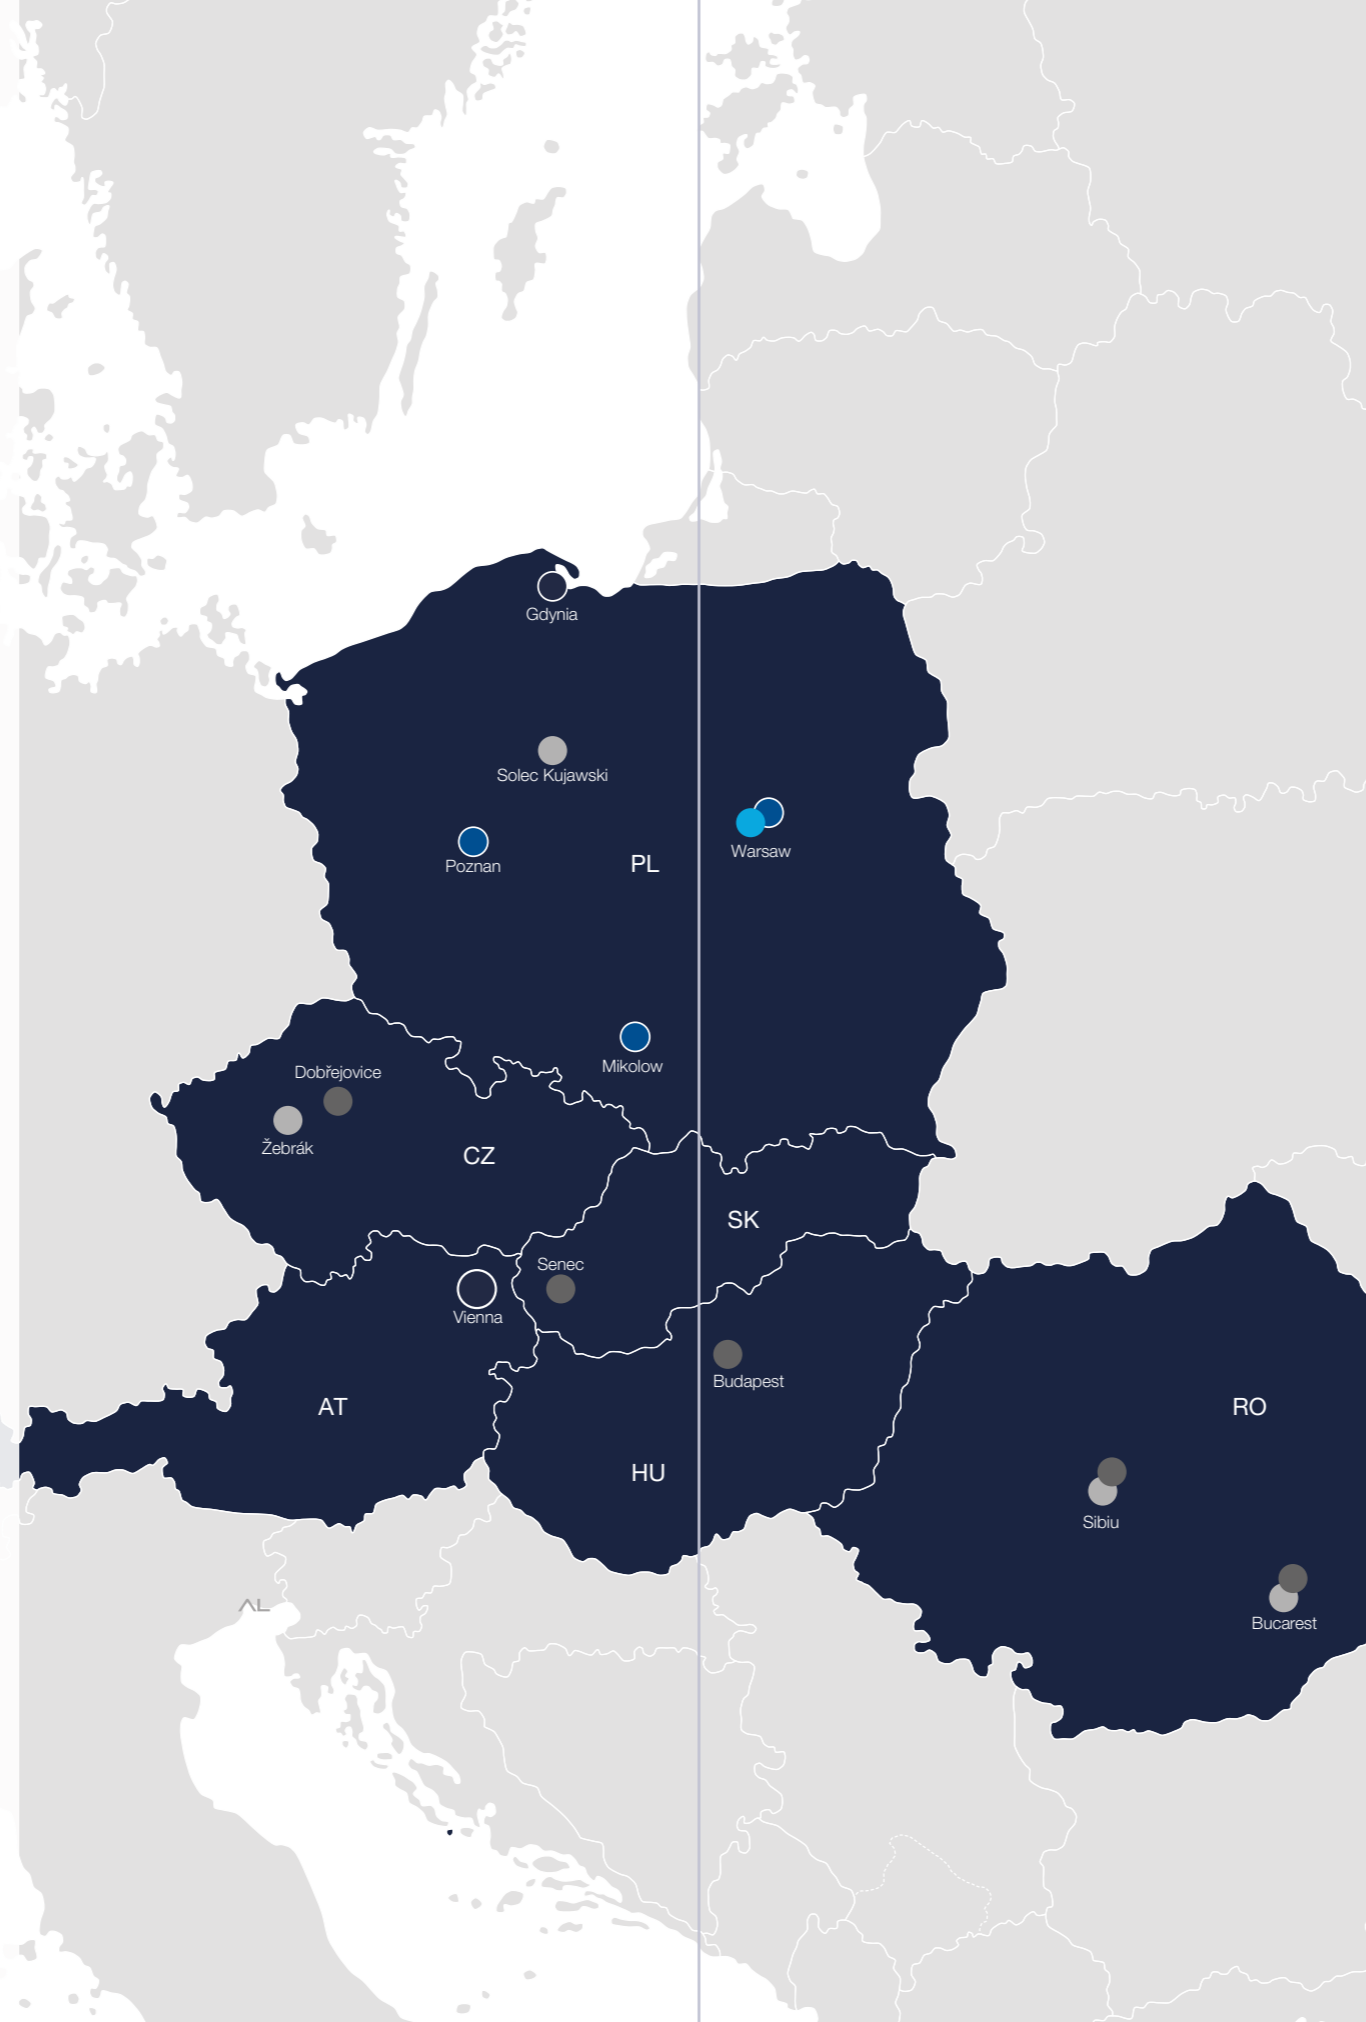 Gdynia
Solec Kujawski
Warsaw
Poznan
PL
Mikolow
Dobřejovice
Žebrák
CZ
SK
Senec
Vienna
Budapest
AT
RO
HU
Sibiu
AL
Bucarest